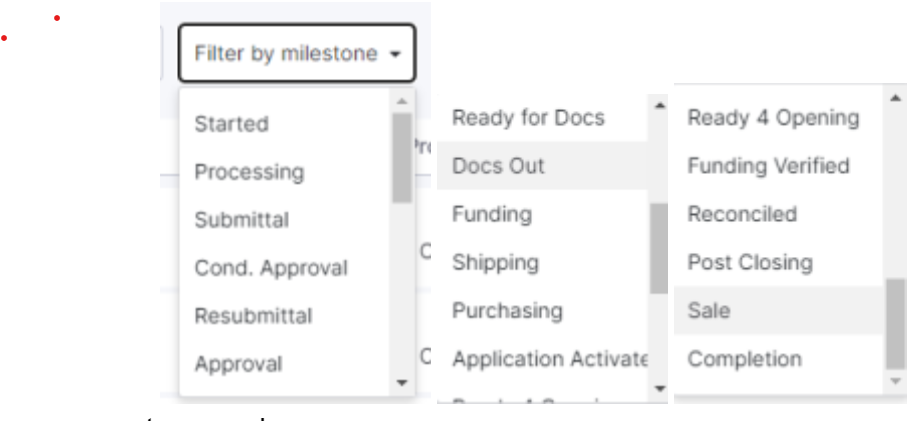 Filter by milestone
Started
Processing
Submittal
Cond. Approval
Resubmittal
Approval
Ready for Docs
Docs Out
Funding
Shipping
Purchasing
Application Activate
Ready 4 Opening
Funding Verified
Reconciled
Post Closing
Sale
Completion